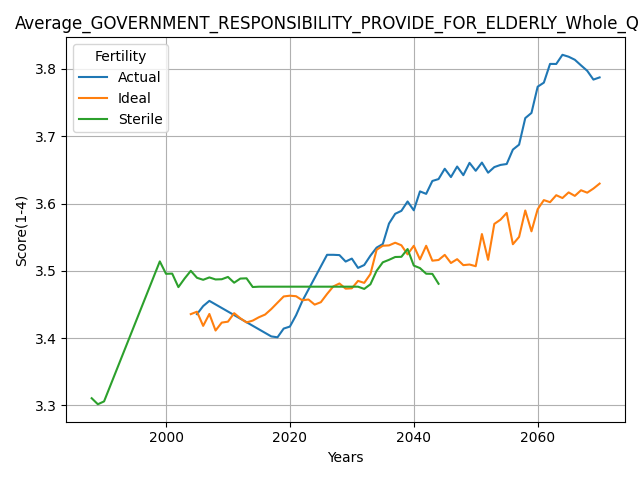 Average_GOVERNMENT_RESPONSIBILITY_PROVIDE_FOR_ELDERLY_Whole_Q
Fertility
Actual
Ideal
Sterile
Score(1-4)
3.8
3.7
3.6
3.5
3.4
3.3
2000 2020 2040 2060
Years